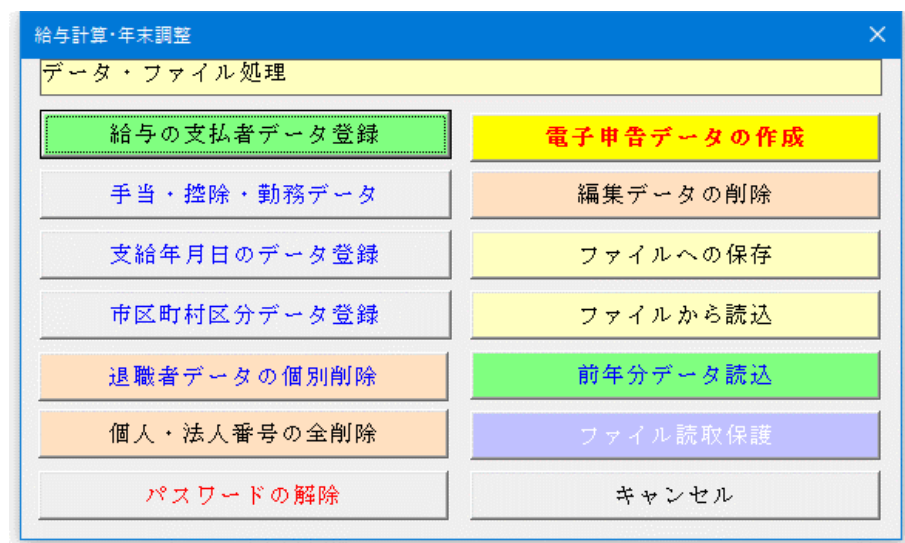 給与計算・年末調整
データ・ファイル処理
給与の支払者データ登録
電子申告データの作成
手当・控除・勤務データ
編集データの削除
支給年月日のデータ登録
ファイルへの保存
市区町村区分データ登録
ファイルから読込
退職者データの個別削除
前年分データ読込
個人・法人番号の全削除
ファイル読取保護
パスワードの解除
キャンセル